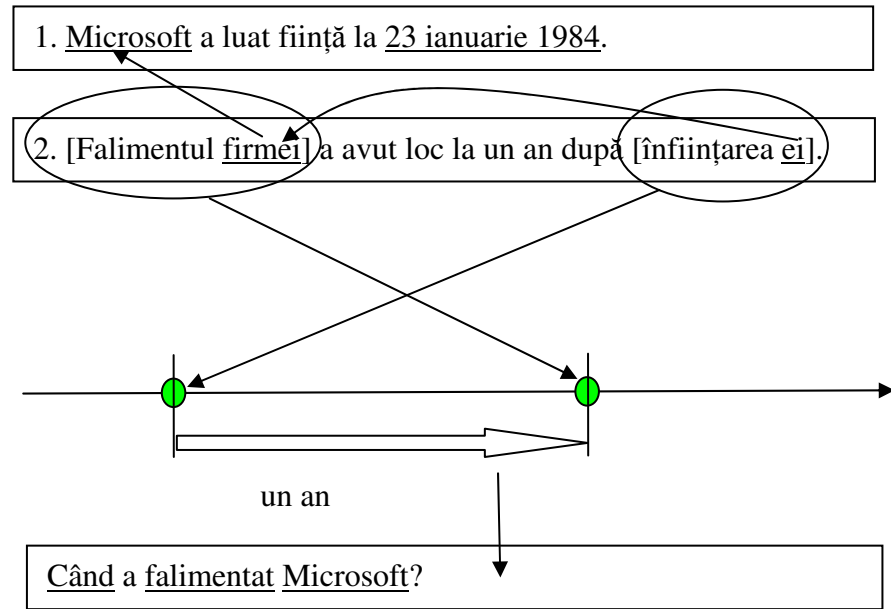 1. Microsoft a luat ființă la 23 ianuarie 1984.
2. [Falimentul firmei] a avut loc la un an după [înființarea ei].
un an
Când a falimentat Microsoft?